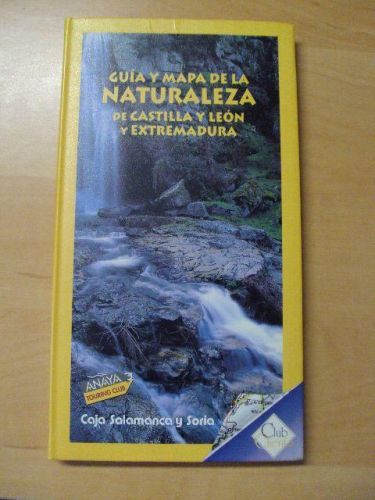 GUÍA Y MAPA DE LA
NATURALEZA
DE CASTILLA Y LEÓN
Y EXTREMADURA
ANAYA
TOURING CLUB
Caja Salamanca y Soria
Club